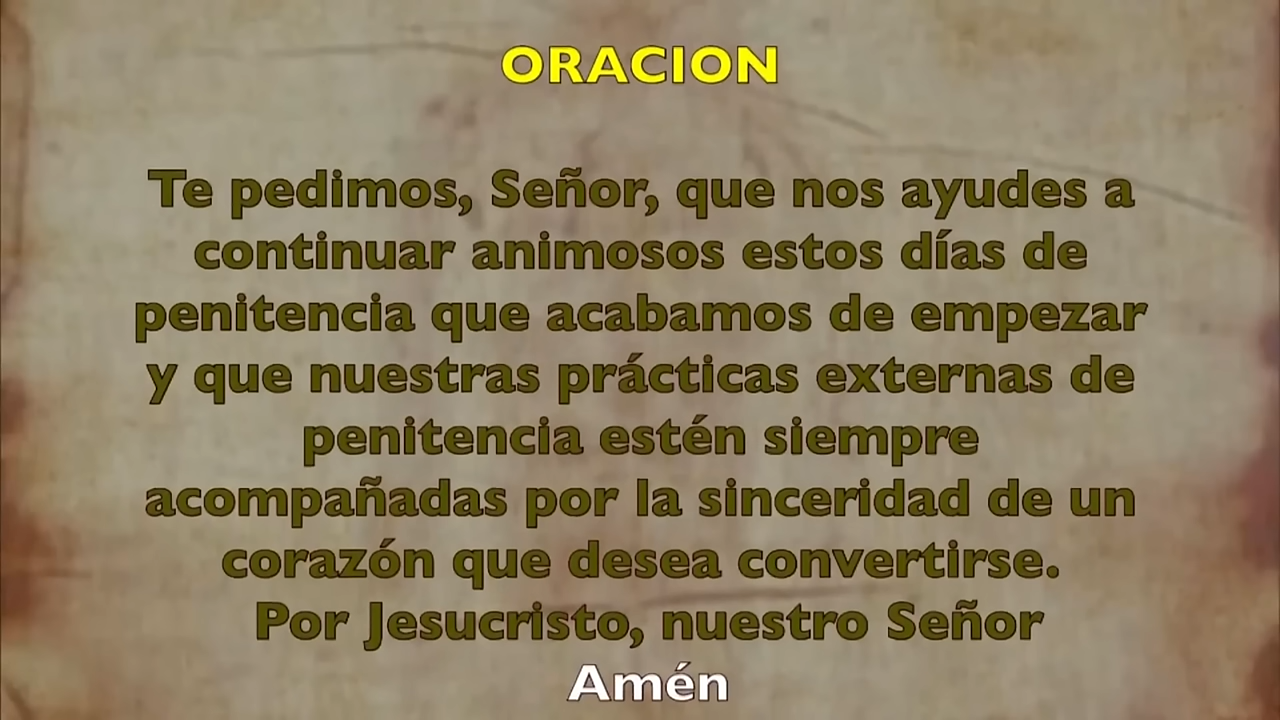 ORACION
Te pedimos, Señor, que nos ayudes a
continuar animosos estos días de
penitencia que acabamos de empezar
y que nuestras prácticas externas de
penitencia estén siempre
acompañadas por la sinceridad de un
corazón que desea convertirse.
Por Jesucristo, nuestro Señor
Amén